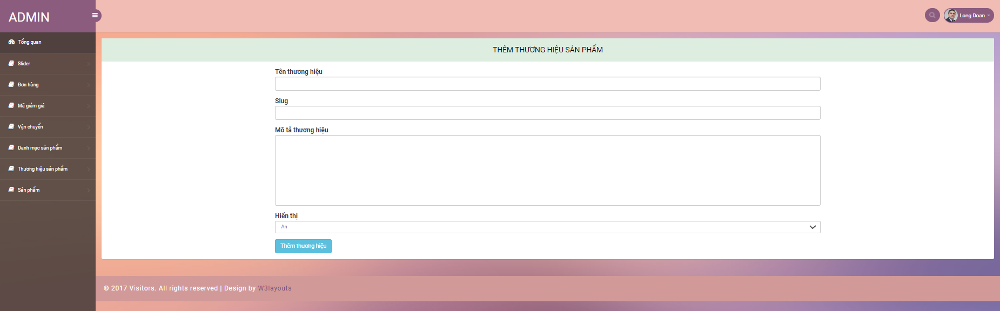 ADMIN
Long Doan
Tổng quan
Slider
Đơn hàng
Mã giảm giá
Vận chuyển
Danh mục sản phẩm
Thương hiệu sản phẩm
Sản phẩm
THÊM THƯƠNG HIỆU SẢN PHẨM
Tên thương hiệu
Slug
Mô tả thương hiệu
Hiển thị
Ẩn
Thêm thương hiệu
© 2017 Visitors. All rights reserved | Design by W3layouts